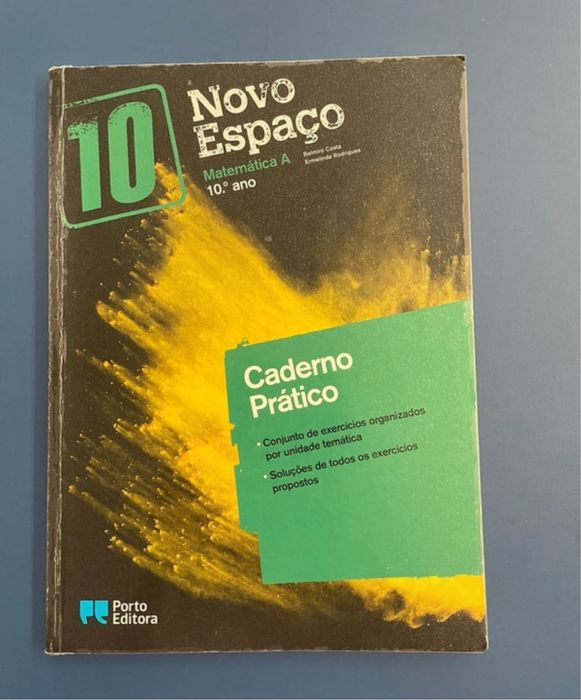 10
Novo
Espaço
Belmiro Costa
Ermelinda Rodrigues
Matemática A
10.º ano
Caderno
Prático
• Conjunto de exercícios organizados
por unidade temática
• Soluções de todos os exercícios
propostos
Porto
Editora